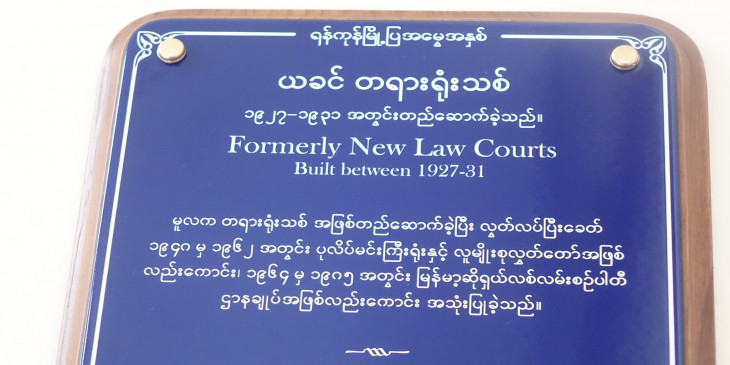 ရန်ကုန်မြို့ပြအမွေအနှစ်
ယခင် တရားရုံးသစ်
၁၉၂၇–၁၉၃၁ အတွင်းတည်ဆောက်ခဲ့သည်။
Formerly New Law Courts
Built between 1927-31
မူလက တရားရုံးသစ် အဖြစ်တည်ဆောက်ခဲ့ပြီး လွတ်လပ်ပြီးခေတ်
၁၉၄၈ မှ ၁၉၆၂ အတွင်း ပုလိပ်မင်းကြီးရုံးနှင့် လူမျိုးစုလွှတ်တော်အဖြစ်
လည်းကောင်း၊ ၁၉၆၄ မှ ၁၉၈၅ အတွင်း မြန်မာ့ဆိုရှယ်လစ်လမ်းစဉ်ပါတီ
ဌာနချုပ်အဖြစ်လည်းကောင်း အသုံးပြုခဲ့သည်။